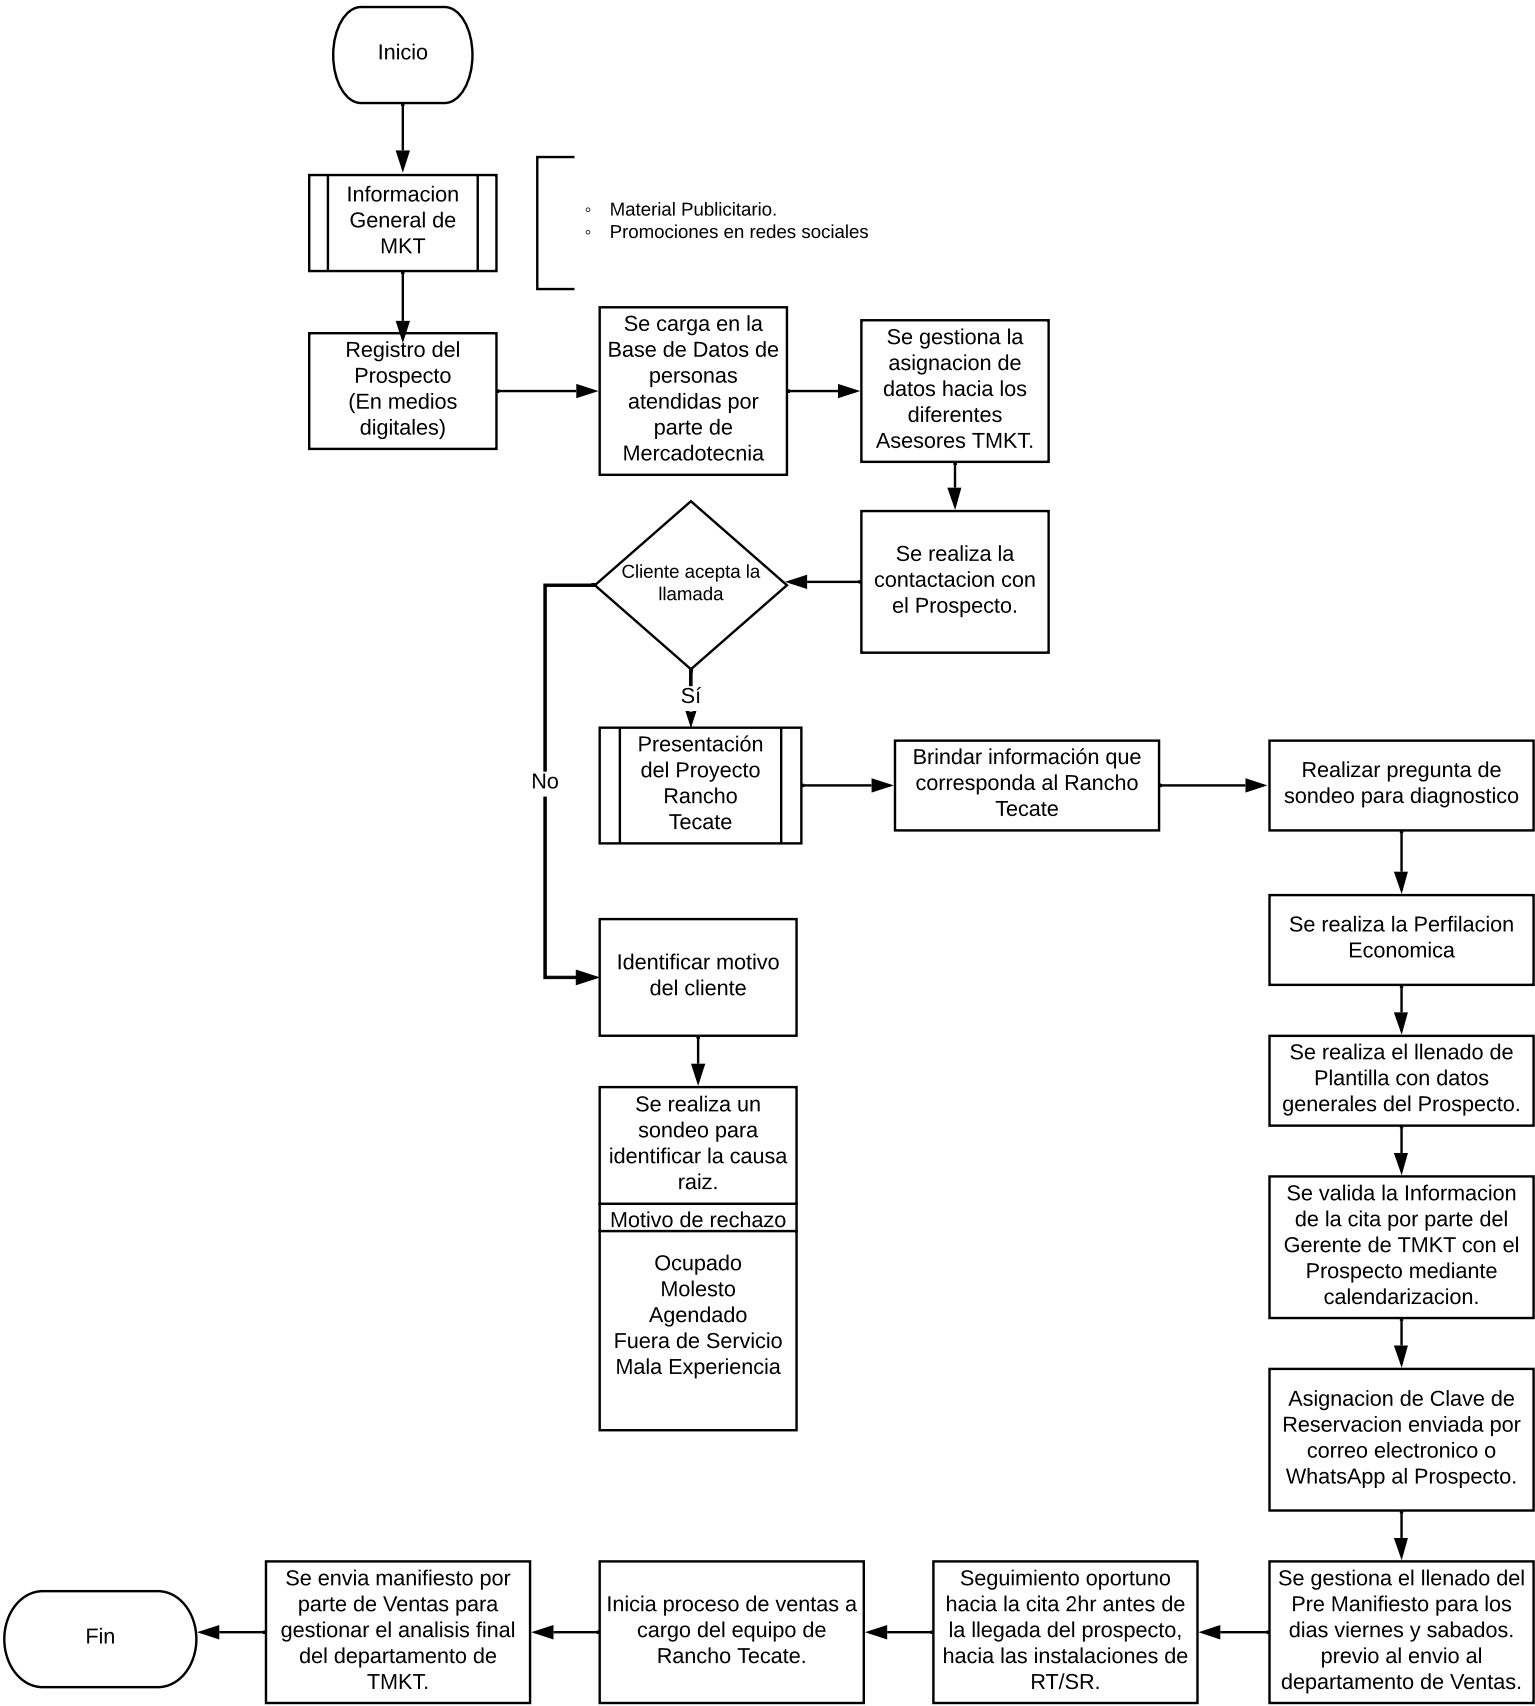 Inicio
Informacion
General de
MKT
◦ Material Publicitario.
◦ Promociones en redes sociales
Registro del
Prospecto
(En medios
digitales)
Se carga en la
Base de Datos de
personas
atendidas por
parte de
Mercadotecnia
Se gestiona la
asignacion de
datos hacia los
diferentes
Asesores TMKT.
Se realiza la
contactacion con
el Prospecto.
Cliente acepta la
llamada
Sí
No
Presentación
del Proyecto
Rancho
Tecate
Brindar información que
corresponda al Rancho
Tecate
Realizar pregunta de
sondeo para diagnostico
Se realiza la Perfilacion
Economica
Se realiza el llenado de
Plantilla con datos
generales del Prospecto.
Se valida la Informacion
de la cita por parte del
Gerente de TMKT con el
Prospecto mediante
calendarizacion.
Asignacion de Clave de
Reservacion enviada por
correo electronico o
WhatsApp al Prospecto.
Identificar motivo
del cliente
Se realiza un
sondeo para
identificar la causa
raiz.
Motivo de rechazo
Ocupado
Molesto
Agendado
Fuera de Servicio
Mala Experiencia
Se gestiona el llenado del
Pre Manifiesto para los
dias viernes y sabados.
previo al envio al
departamento de Ventas.
Seguimiento oportuno
hacia la cita 2hr antes de
la llegada del prospecto,
hacia las instalaciones de
RT/SR.
Inicia proceso de ventas a
cargo del equipo de
Rancho Tecate.
Se envia manifiesto por
parte de Ventas para
gestionar el analisis final
del departamento de
TMKT.
Fin